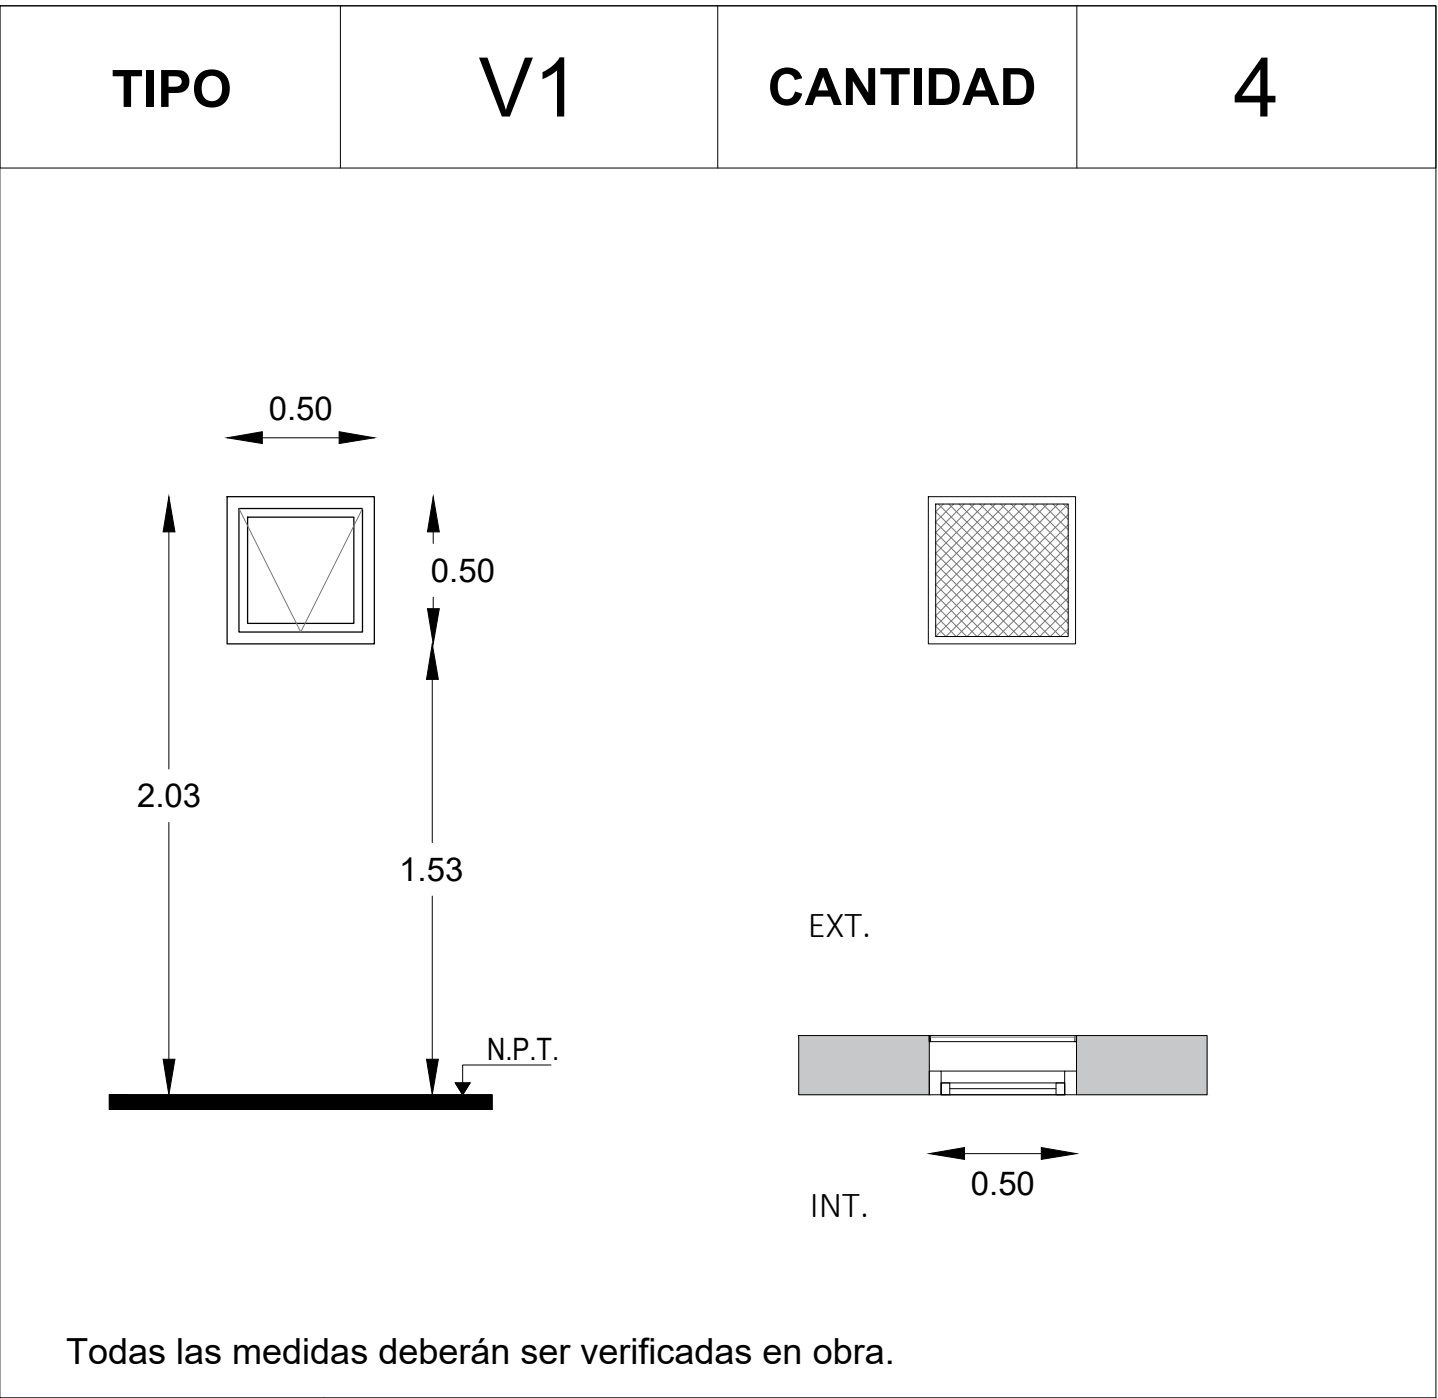 TIPO V1 CANTIDAD 4
0.50
0.50
2.03
1.53
EXT.
N.P.T.
0.50
INT.
Todas las medidas deberán ser verificadas en obra.